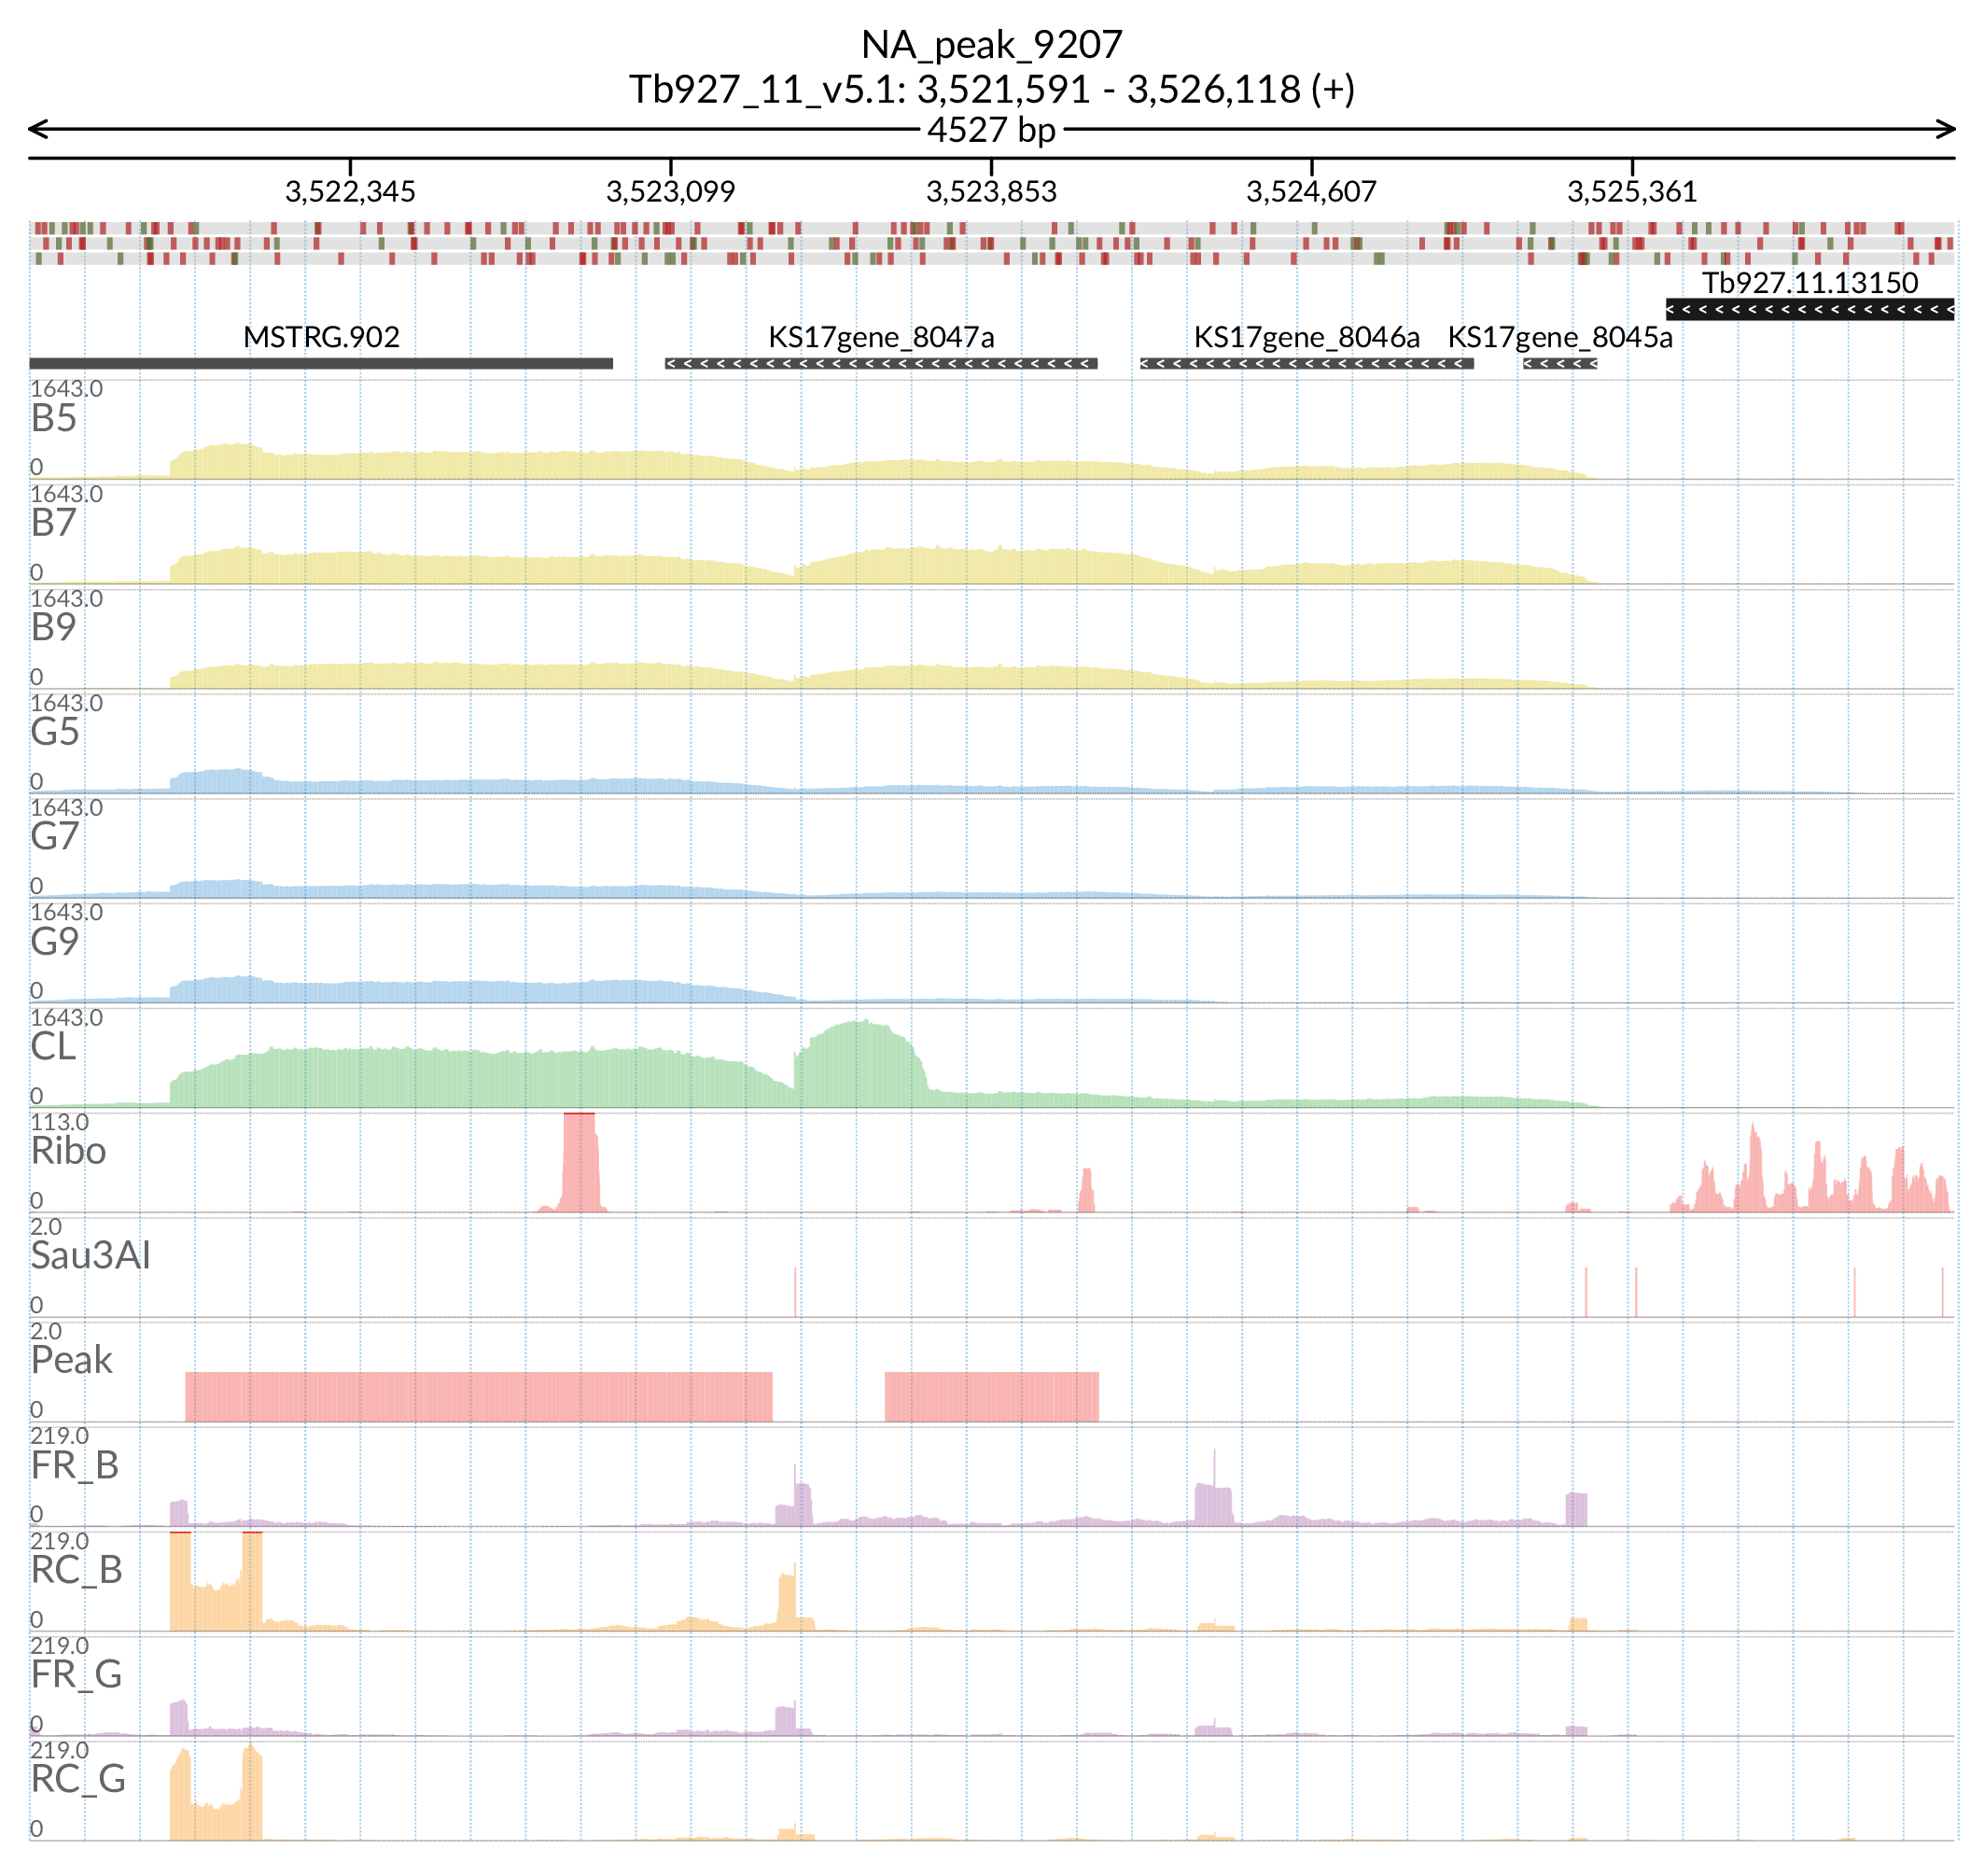 NA_peak_9207
Tb927_11_v5.1: 3,521,591 - 3,526,118 (+)
4527 bp
3,522,345 3,523,099 3,523,853 3,524,607 3,525,361
Tb927.11.13150
MSTRG.902 KS17gene_8047a KS17gene_8046a KS17gene_8045a
1643.0
B5
0
1643.0
B7
0
1643.0
B9
0
1643.0
G5
0
1643.0
G7
0
1643.0
G9
0
1643.0
CL
0
113.0
Ribo
0
2.0
Sau3AI
0
2.0
Peak
0
219.0
FR_B
0
219.0
RC_B
0
219.0
FR_G
0
219.0
RC_G
0